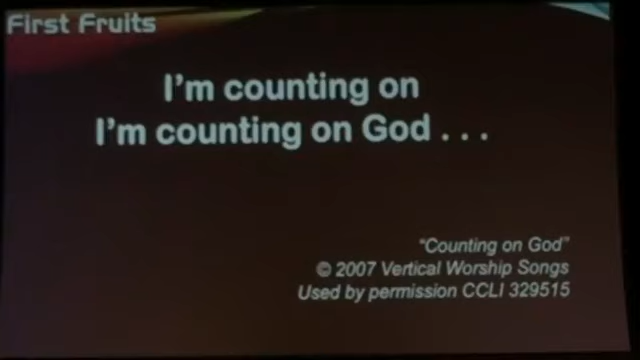 First Fruits
I'm counting on
I'm counting on God . . .
"Counting on God"
© 2007 Vertical Worship Songs
Used by permission CCLI 329515